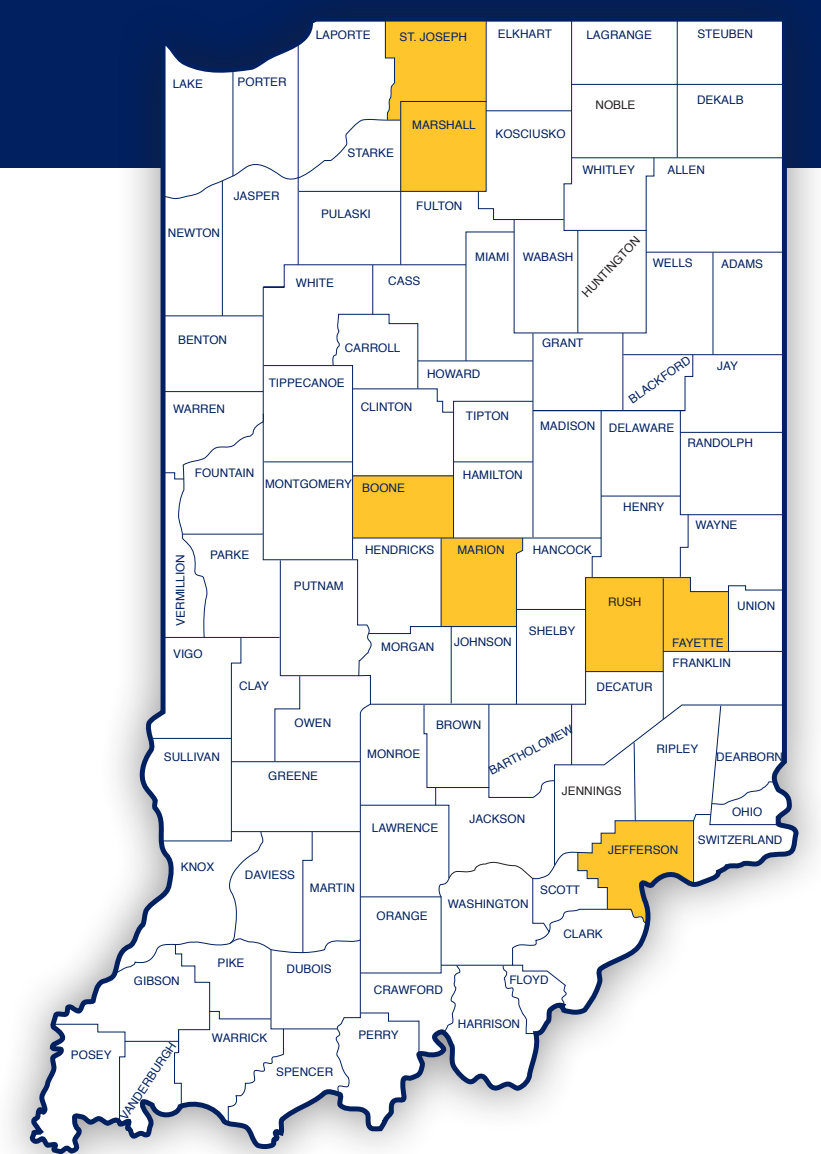 LAPORTE
ST. JOSEPH
ELKHART
LAGRANGE
STEUBEN
LAKE
PORTER
NOBLE
DEKALB
MARSHALL
KOSCIUSKO
STARKE
WHITLEY
ALLEN
JASPER
PULASKI
FULTON
NEWTON
MIAMI
WABASH
HUNTINGTON
WELLS
ADAMS
WHITE
CASS
BENTON
CARROLL
GRANT
HOWARD
BLACKFORD
JAY
TIPPECANOE
WARREN
CLINTON
TIPTON
MADISON
DELAWARE
RANDOLPH
FOUNTAIN
MONTGOMERY
BOONE
HAMILTON
HENRY
WAYNE
VERMILLION
PARKE
HENDRICKS
MARION
HANCOCK
PUTNAM
RUSH
UNION
SHELBY
FAYETTE
VIGO
MORGAN
JOHNSON
FRANKLIN
CLAY
DECATUR
OWEN
BROWN
BARTHOLOMEW
SULLIVAN
MONROE
RIPLEY
DEARBORN
GREENE
JENNINGS
OHIO
JACKSON
LAWRENCE
SWITZERLAND
JEFFERSON
KNOX
DAVIESS
MARTIN
SCOTT
WASHINGTON
ORANGE
CLARK
PIKE
DUBOIS
GIBSON
FLOYD
CRAWFORD
HARRISON
WARRICK
PERRY
POSEY
VANDERBURGH
SPENCER